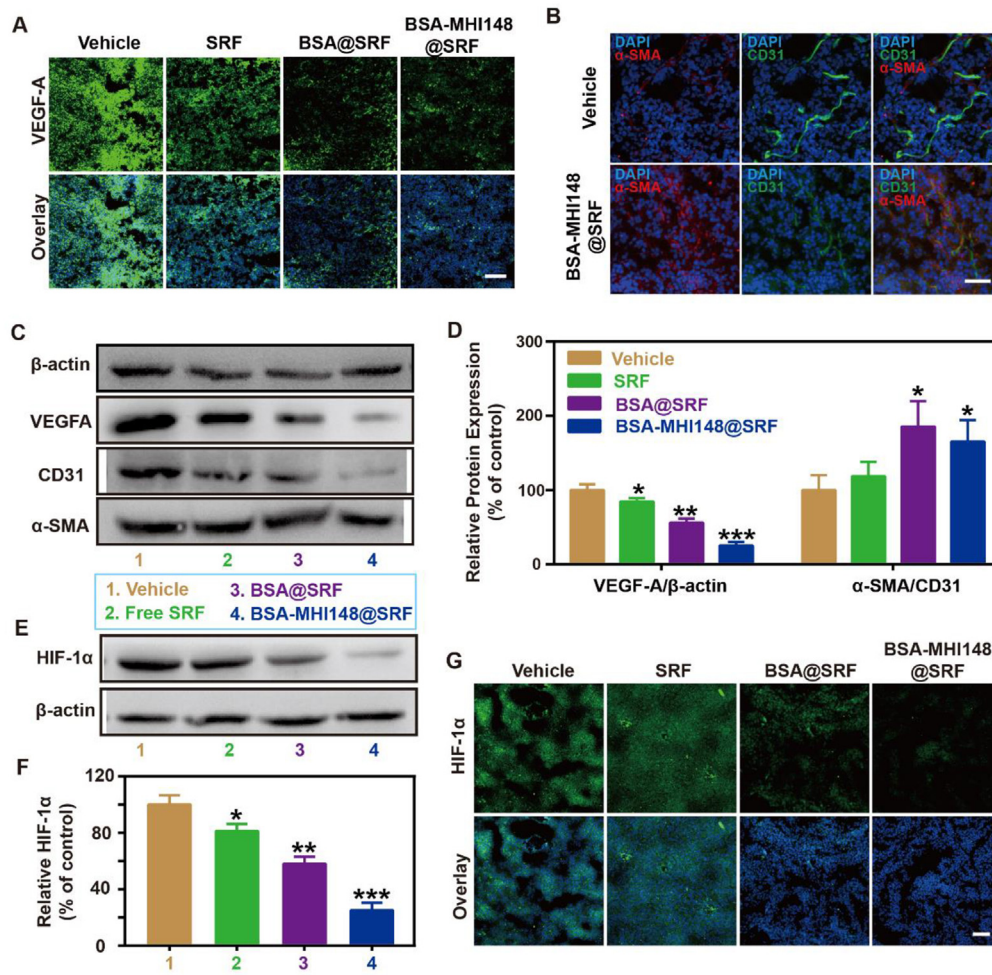 A
Vehicle
SRF
BSA@SRF
BSA-MHI148
@SRF
VEGF-A
Overlay
B
Vehicle
DAPI
α-SMA
DAPI
CD31
DAPI
CD31
α-SMA
BSA-MHI148
@SRF
DAPI
α-SMA
DAPI
CD31
DAPI
CD31
α-SMA
C
β-actin
VEGFA
CD31
α-SMA
1 2 3 4
1. Vehicle
2. Free SRF
3. BSA@SRF
4. BSA-MHI148@SRF
D
Relative Protein Expression
(% of control)
300
200
100
0
Vehicle
SRF
BSA@SRF
BSA-MHI148@SRF
*
**
***
*
*
VEGF-A/β-actin
α-SMA/CD31
E
HIF-1α
β-actin
1 2 3 4
F
Relative HIF-1α
(% of control)
120
80
40
0
*
**
***
1 2 3 4
G
Vehicle
SRF
BSA@SRF
BSA-MHI148
@SRF
HIF-1α
Overlay